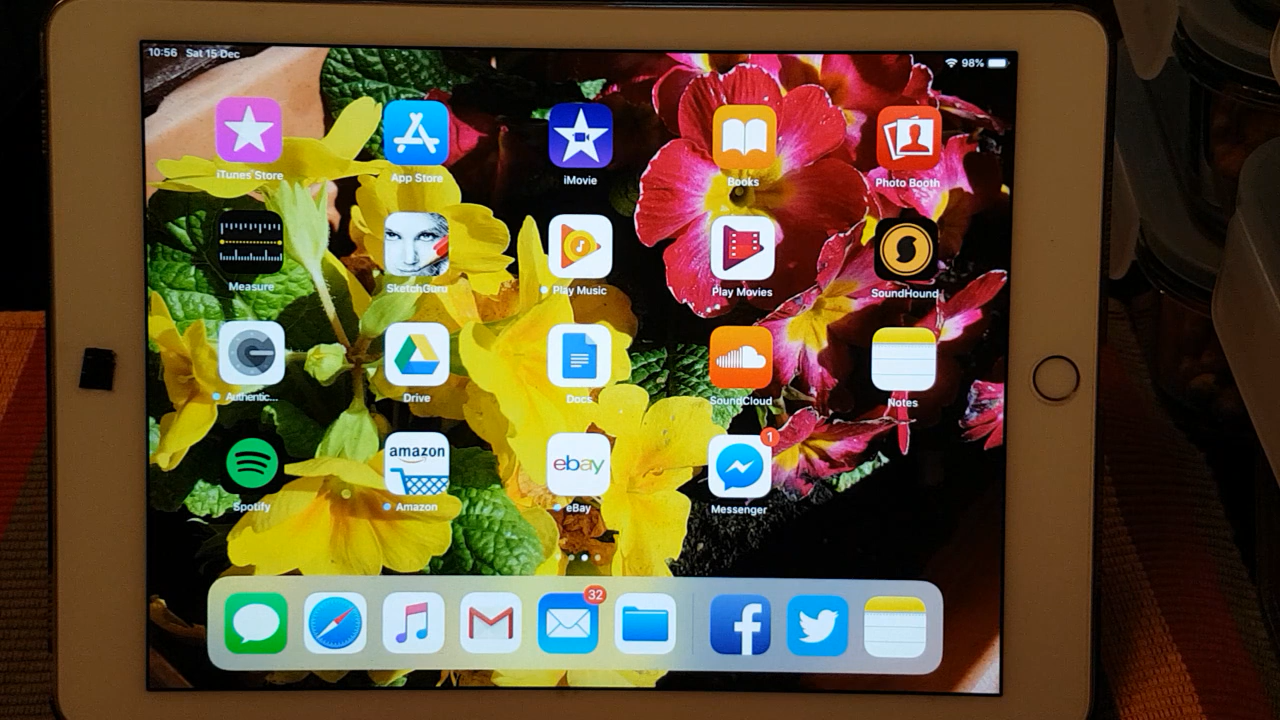 10:56 Sat 15 Dec
98%
iTunes Store
App Store
iMovie
Books
Photo Booth
Measure
SketchGuru
Play Music
Play Movies
SoundHound
Authentic...
Drive
Docs
SoundCloud
Notes
amazon
ebay
1
Spotify
Amazon
eBay
Messenger
32